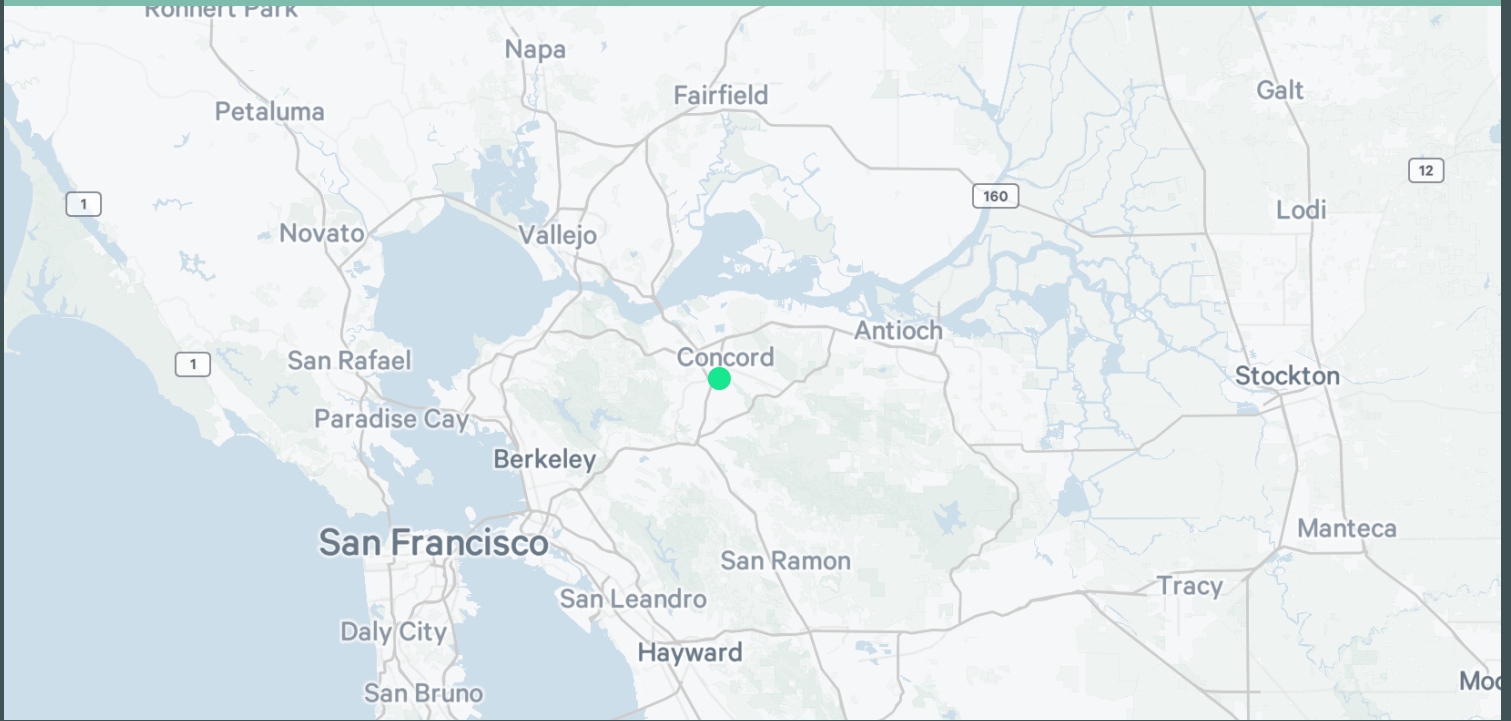 Rohnert Park
Napa
Fairfield
Galt
Petaluma
12
1
160
Lodi
Novato
Vallejo
Antioch
Concord
San Rafael
1
Stockton
Paradise Cay
Berkeley
Manteca
San Francisco
San Ramon
Tracy
San Leandro
Daly City
Hayward
Moc
San Bruno